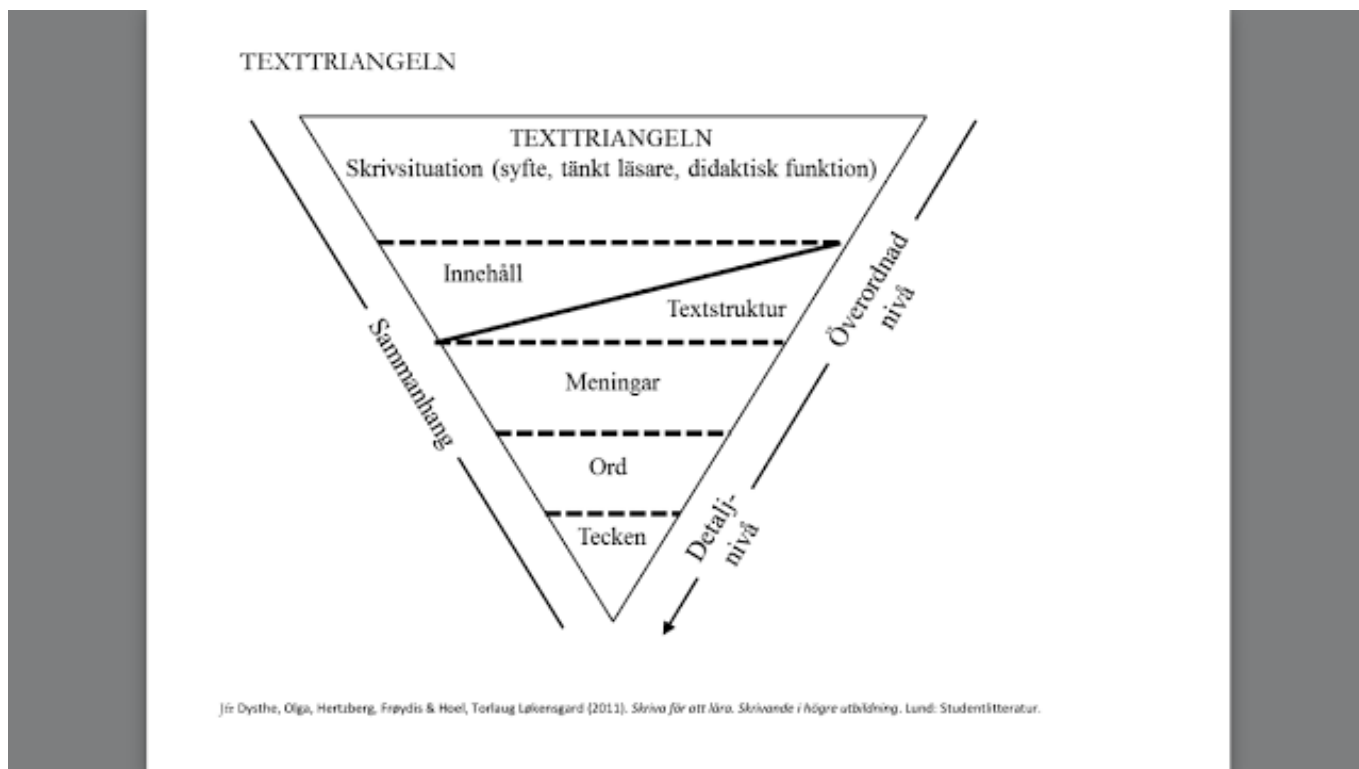 TEXTTRIANGELN
TEXTTRIANGELN
Skrivsituation (syfte, tänkt läsare, didaktisk funktion)
Innehåll
Textstruktur
Meningar
Ord
Tecken
Sammanhang
Överordnad
nivå
Detalj-
nivå
Jfr Dysthe, Olga, Hertzberg, Frøydis & Hoel, Torlaug Løkensgard (2011). Skriva för att lära. Skrivande i högre utbildning. Lund: Studentlitteratur.